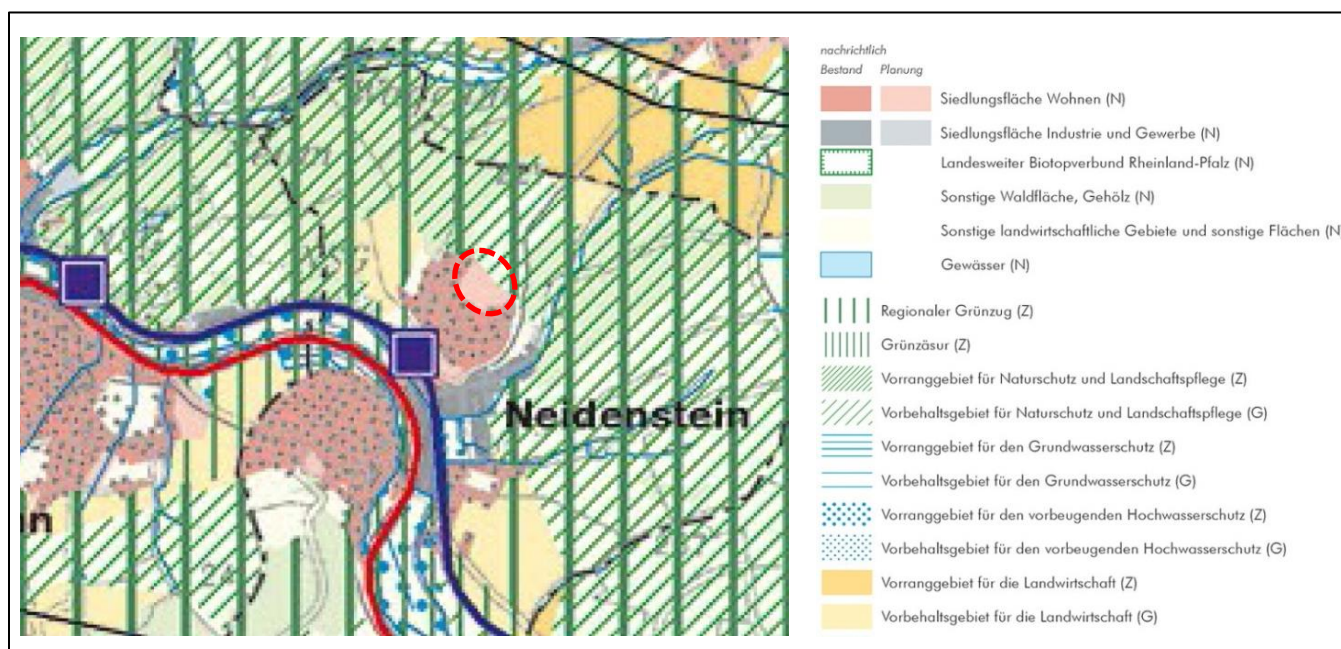 Neidenstein
nachrichtlich
Bestand Planung
Siedlungsfläche Wohnen (N)
Siedlungsfläche Industrie und Gewerbe (N)
Landesweiter Biotopverbund Rheinland-Pfalz (N)
Sonstige Waldfläche, Gehölz (N)
Sonstige landwirtschaftliche Gebiete und sonstige Flächen (N
Gewässer (N)
Regionaler Grünzug (Z)
Grünzäsur (Z)
Vorranggebiet für Naturschutz und Landschaftspflege (Z)
Vorbehaltsgebiet für Naturschutz und Landschaftspflege (G)
Vorranggebiet für den Grundwasserschutz (Z)
Vorbehaltsgebiet für den Grundwasserschutz (G)
Vorranggebiet für den vorbeugenden Hochwasserschutz (Z)
Vorbehaltsgebiet für den vorbeugenden Hochwasserschutz (G)
Vorranggebiet für die Landwirtschaft (Z)
Vorbehaltsgebiet für die Landwirtschaft (G)